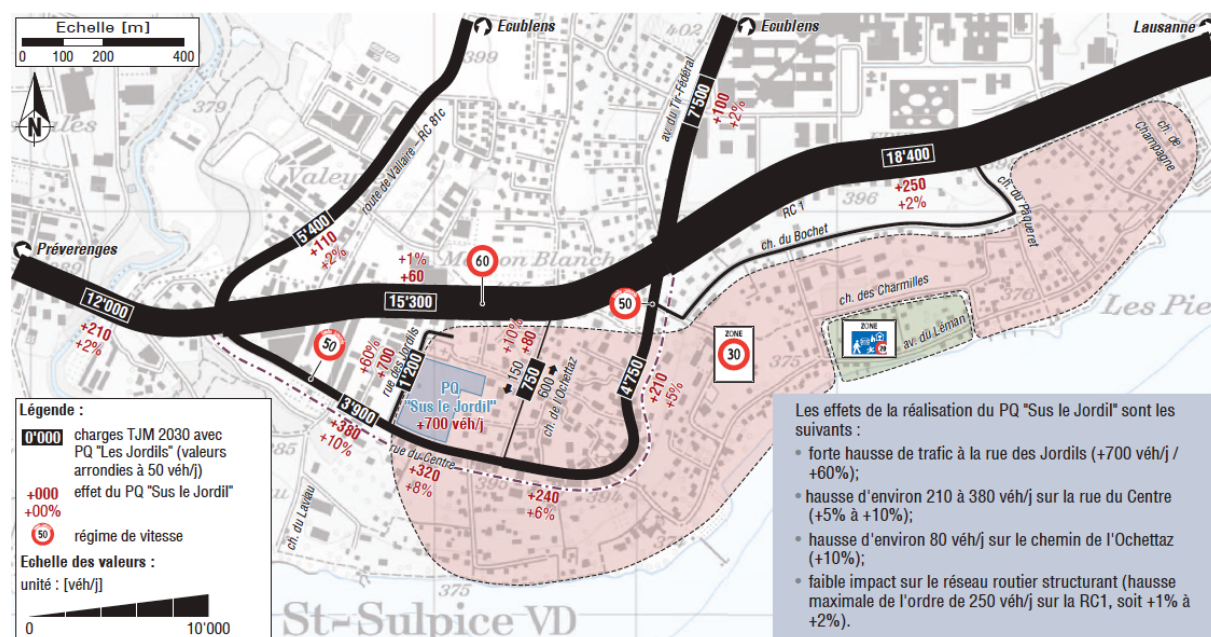 Echelle [m]
0 100 200 400
N
Ecublens
Ecublens
Lausanne
399
402
379
389
396
376
385
394
375
Valey
route de Vallaire – RC 81c
5'400
+110
+2%
av. du Tir-Fédéral
7'500
+100
+2%
18'400
+250
+2%
RC 1
ch. du Bochet
ch. du Pâqueret
ch. de
Champagne
Préverenges
12'000
+210
+2%
+1%
+60
60
15'300
50
50
ZONE
30
ZONE
20
ch. des Charmilles
av. du Léman
Les Pie
+60%
+700
rue des Jordils
1'200
PQ
"Sus le Jordil"
+700 véh/j
+10%
+80
150
750
600
ch. de l'Ochettaz
4'750
+210
+5%
3'900
+380
+10%
rue du Centre
+320
+8%
+240
+6%
ch. du Laviau
St-Sulpice VD
Légende :
0'000 charges TJM 2030 avec
PQ "Les Jordils" (valeurs
arrondies à 50 véh/j)
+000 effet du PQ "Sus le Jordil"
+00%
50 régime de vitesse
Echelle des valeurs :
unité : [véh/j]
0 10'000
Les effets de la réalisation du PQ "Sus le Jordil" sont les
suivants :
• forte hausse de trafic à la rue des Jordils (+700 véh/j /
+60%);
• hausse d'environ 210 à 380 véh/j sur la rue du Centre
(+5% à +10%);
• hausse d'environ 80 véh/j sur le chemin de l'Ochettaz
(+10%);
• faible impact sur le réseau routier structurant (hausse
maximale de l'ordre de 250 véh/j sur la RC1, soit +1% à
+2%).